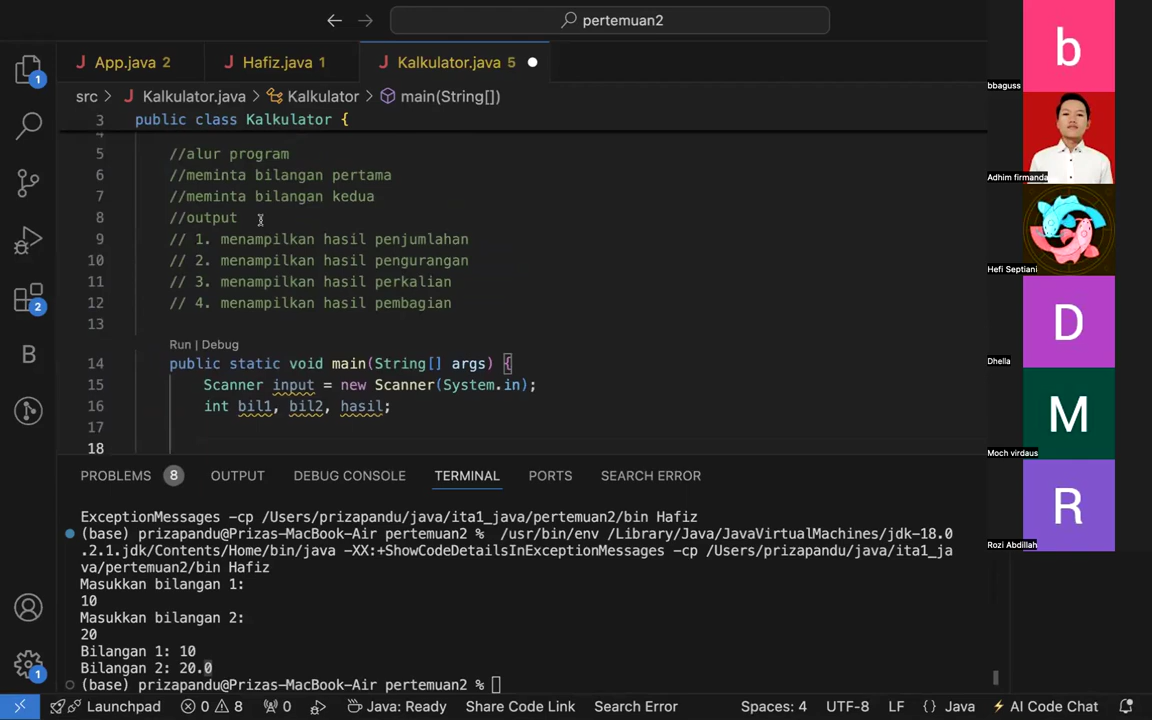 pertemuan2
App.java 2
Hafiz.java 1
Kalkulator.java 5
src > Kalkulator.java > Kalkulator > main(String[])
3 public class Kalkulator {
4
5 //alur program
6 //meminta bilangan pertama
7 //meminta bilangan kedua
8 //output
9 // 1. menampilkan hasil penjumlahan
10 // 2. menampilkan hasil pengurangan
11 // 3. menampilkan hasil perkalian
12 // 4. menampilkan hasil pembagian
13
Run | Debug
14 public static void main(String[] args) {
15 Scanner input = new Scanner(System.in);
16 int bil1, bil2, hasil;
17
18
PROBLEMS 8 OUTPUT DEBUG CONSOLE TERMINAL PORTS SEARCH ERROR
ExceptionMessages -cp /Users/prizapandu/java/ita1_java/pertemuan2/bin Hafiz
(base) prizapandu@Prizas-MacBook-Air pertemuan2 % /usr/bin/env /Library/Java/JavaVirtualMachines/jdk-18.0
.2.1.jdk/Contents/Home/bin/java -XX:+ShowCodeDetailsInExceptionMessages -cp /Users/prizapandu/java/ita1_ja
va/pertemuan2/bin Hafiz
Masukkan bilangan 1:
10
Masukkan bilangan 2:
20
Bilangan 1: 10
Bilangan 2: 20.0
(base) prizapandu@Prizas-MacBook-Air pertemuan2 %
1
2
B
1
Launchpad 0 8 0 Java: Ready Share Code Link Search Error Spaces: 4 UTF-8 LF {} Java AI Code Chat
b
bbaguss
Adhim firmanda
Hefi Septiani
D
Dhella
M
Moch virdaus
R
Rozi Abdillah